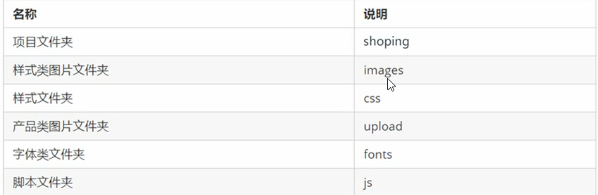 名称 说明
项目文件夹 shoping
样式类图片文件夹 images
样式文件夹 css
产品类图片文件夹 upload
字体类文件夹 fonts
脚本文件夹 js